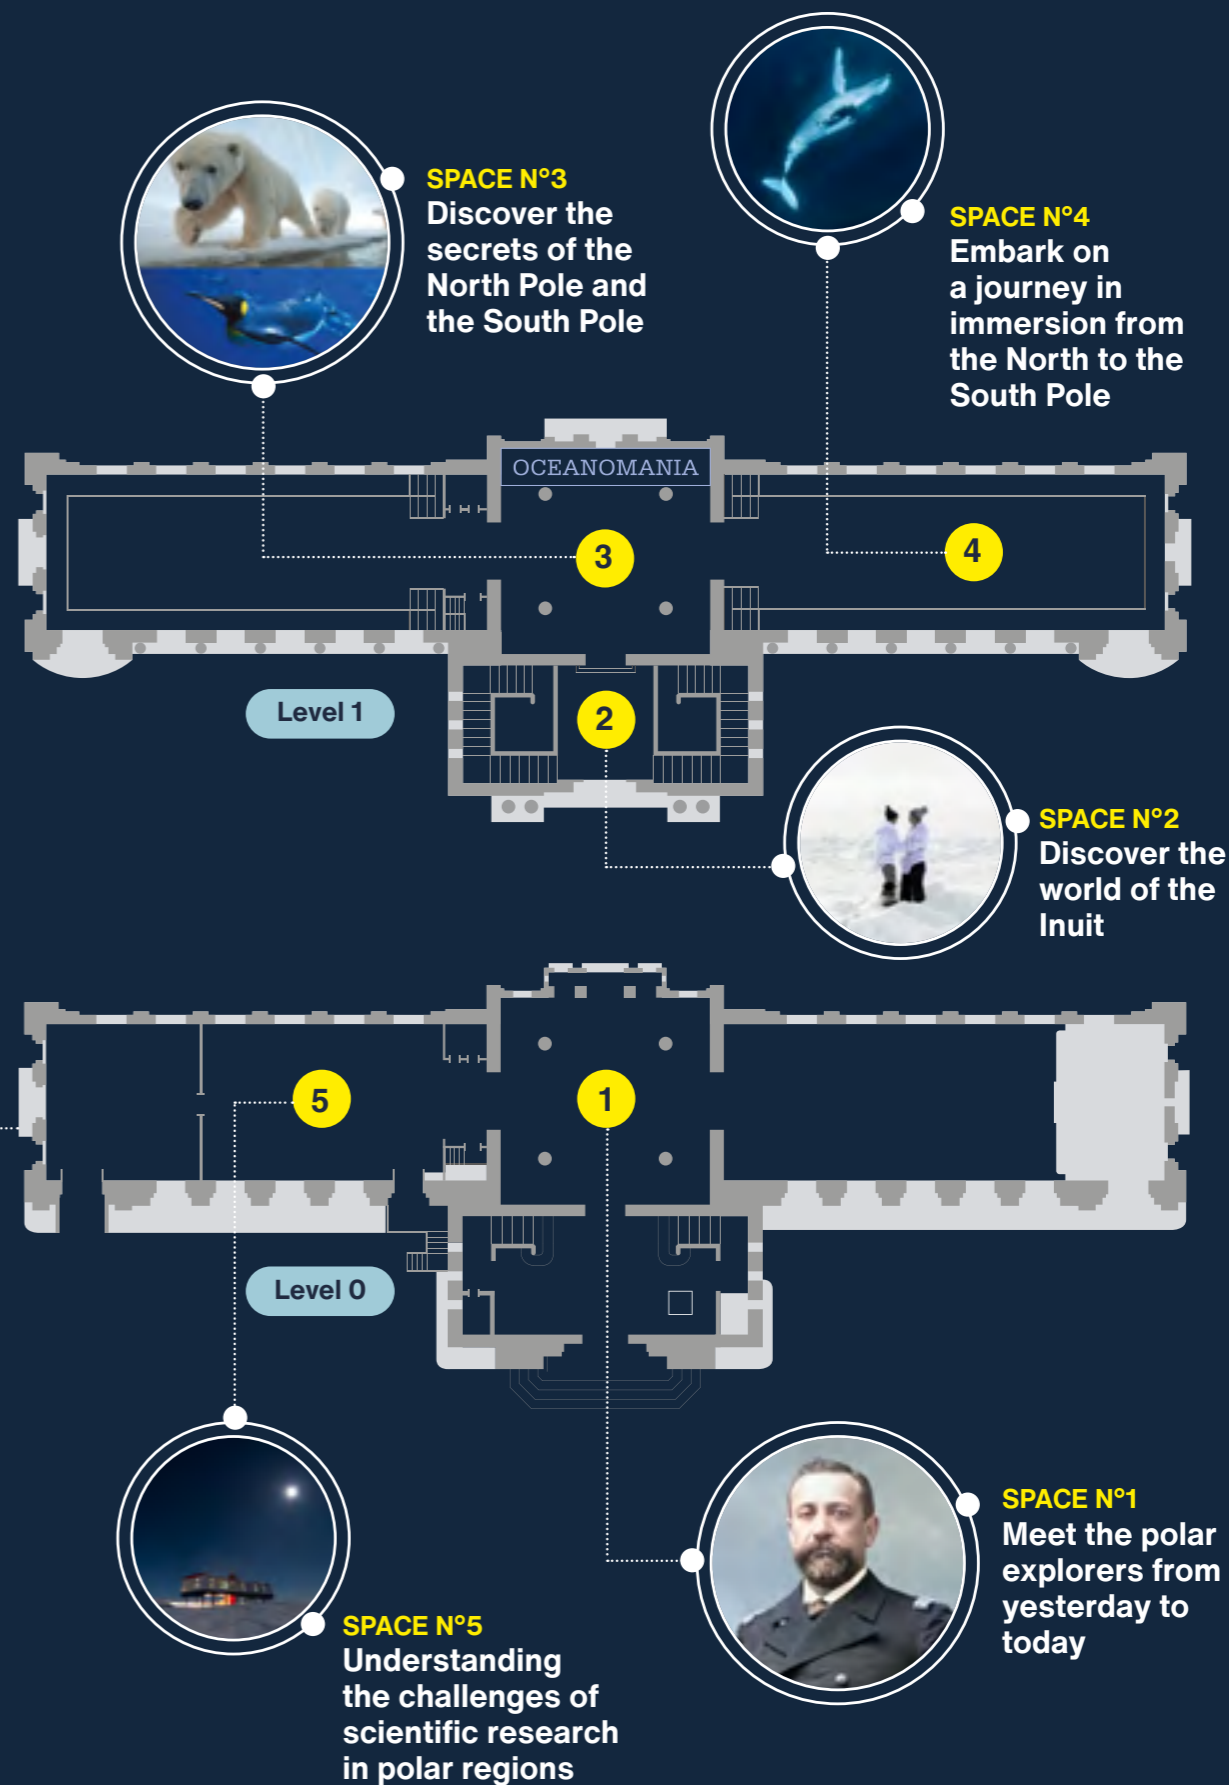 SPACE N°3
Discover the
secrets of the
North Pole and
the South Pole
SPACE N°4
Embark on
a journey in
immersion from
the North to the
South Pole
OCEANOMANIA
3
4
Level 1
2
SPACE N°2
Discover the
world of the
Inuit
5
1
Level 0
SPACE N°5
Understanding
the challenges of
scientific research
in polar regions
SPACE N°1
Meet the polar
explorers from
yesterday to
today